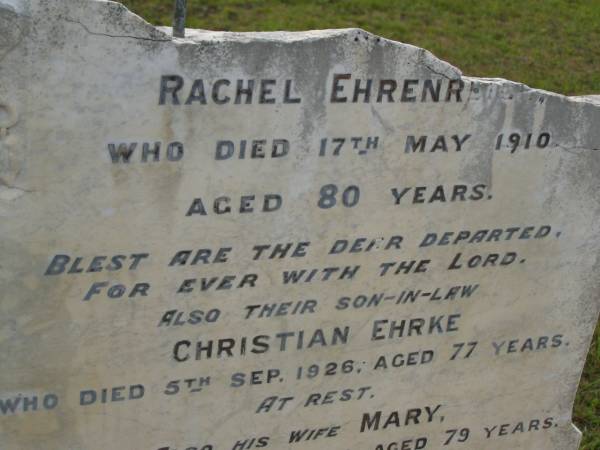 RACHEL
WHO DIED 17TH MAY 1910
AGED 80 YEARS.
BLEST ARE THE DEAR DEPARTED,
FOR EVER WITH THE LORD.
ALSO THEIR SON-IN-LAW
CHRISTIAN EHRKE
WHO DIED 5TH SEP. 1926, AGED 77 YEARS.
AT REST.
ALSO HIS WIFE MARY,
AGED 79 YEARS.